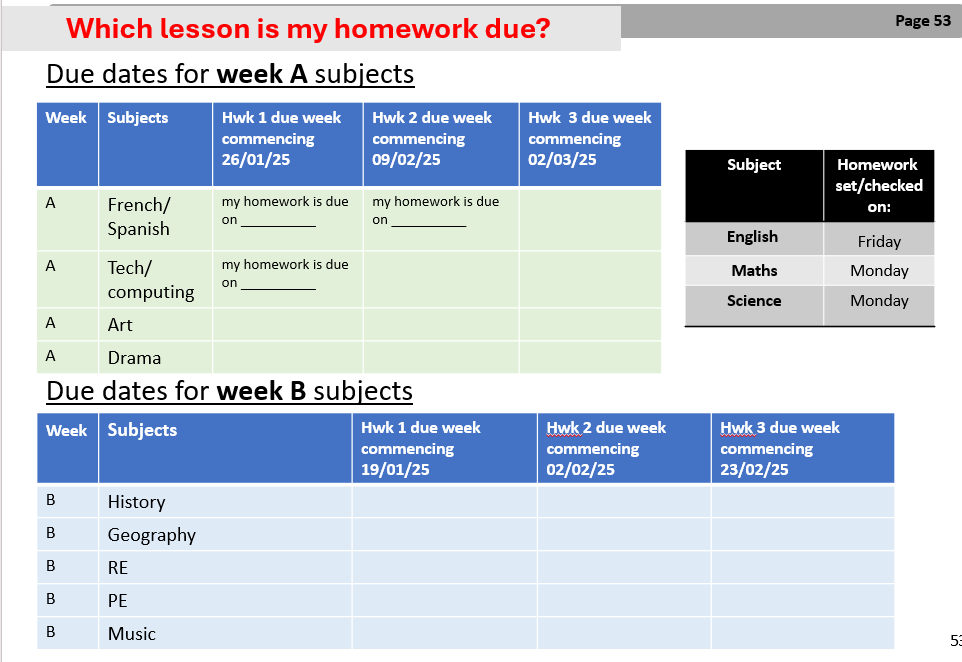 Page 53
Which lesson is my homework due?
Due dates for week A subjects
Week Subjects Hwk 1 due week commencing 26/01/25 Hwk 2 due week commencing 09/02/25 Hwk  3 due week commencing 02/03/25
A French/ Spanish my homework is due on __________ my homework is due on __________
A Tech/ computing my homework is due on __________
A Art
A Drama
Subject Homework set/checked on:
English Friday
Maths Monday
Science Monday
Due dates for week B subjects
Week Subjects Hwk 1 due week commencing 19/01/25 Hwk 2 due week commencing 02/02/25 Hwk 3 due week commencing 23/02/25
B History
B Geography
B RE
B PE
B Music